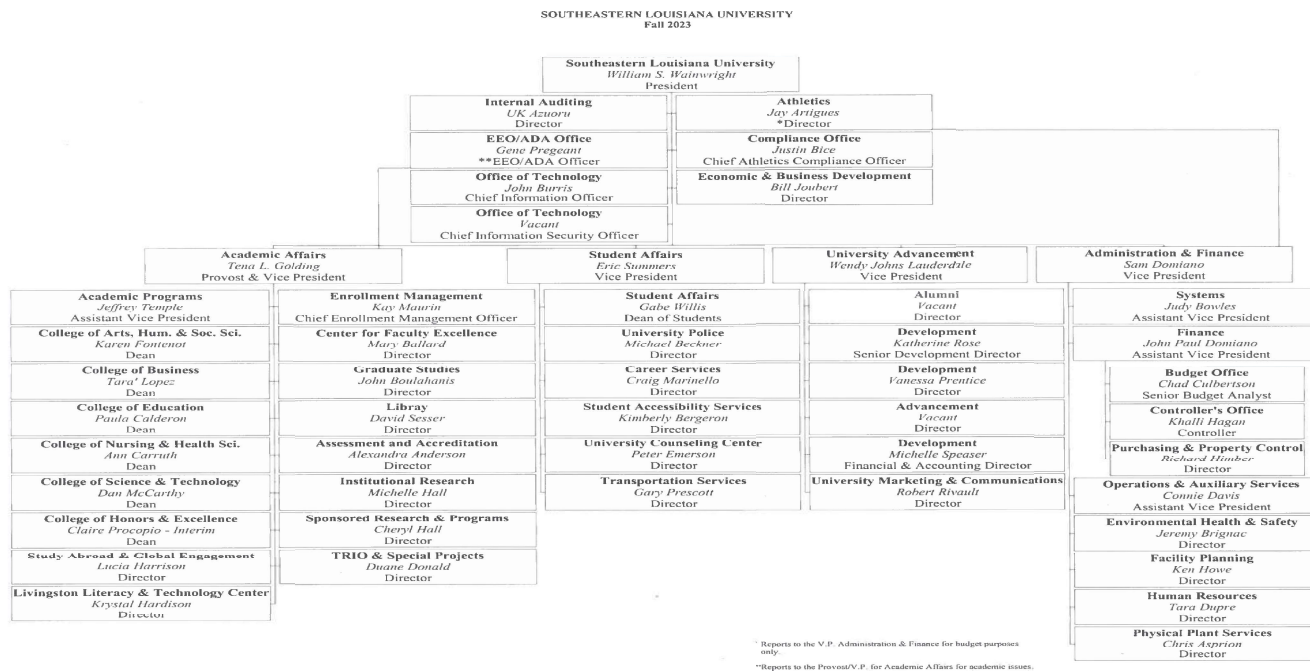 SOUTHEASTERN LOUISIANA UNIVERSITY
Fall 2023
Southeastern Louisiana University
William S. Wainwright
President
Internal Auditing
UK Azuoru
Director
Athletics
Jay Artigues
*Director
EEO/ADA Office
Gene Pregeant
**EEO/ADA Officer
Compliance Office
Justin Bice
Chief Athletics Compliance Officer
Office of Technology
John Burris
Chief Information Officer
Economic & Business Development
Bill Joubert
Director
Office of Technology
Vacant
Chief Information Security Officer
Academic Affairs
Tena L. Golding
Provost & Vice President
Student Affairs
Eric Summers
Vice President
University Advancement
Wendy Johns Lauderdale
Vice President
Administration & Finance
Sam Domiano
Vice President
Academic Programs
Jeffrey Temple
Assistant Vice President
College of Arts, Hum. & Soc. Sci.
Karen Fontenot
Dean
College of Business
Tara' Lopez
Dean
College of Education
Paula Calderon
Dean
College of Nursing & Health Sci.
Ann Carruth
Dean
College of Science & Technology
Dan McCarthy
Dean
College of Honors & Excellence
Claire Procopio - Interim
Dean
Study Abroad & Global Engagement
Lucia Harrison
Director
Livingston Literacy & Technology Center
Krystal Hardison
Director
Enrollment Management
Kay Maurin
Chief Enrollment Management Officer
Center for Faculty Excellence
Mary Ballard
Director
Graduate Studies
John Boulahanis
Director
Libray
David Sesser
Director
Assessment and Accreditation
Alexandra Anderson
Director
Institutional Research
Michelle Hall
Director
Sponsored Research & Programs
Cheryl Hall
Director
TRIO & Special Projects
Duane Donald
Director
Student Affairs
Gabe Willis
Dean of Students
University Police
Michael Beckner
Director
Career Services
Craig Marinello
Director
Student Accessibility Services
Kimberly Bergeron
Director
University Counseling Center
Peter Emerson
Director
Transportation Services
Gary Prescott
Director
Alumni
Vacant
Director
Development
Katherine Rose
Senior Development Director
Development
Vanessa Prentice
Director
Advancement
Vacant
Director
Development
Michelle Speaser
Financial & Accounting Director
University Marketing & Communications
Robert Rivault
Director
Systems
Judy Bowles
Assistant Vice President
Finance
John Paul Domiano
Assistant Vice President
Budget Office
Chad Culbertson
Senior Budget Analyst
Controller's Office
Khalli Hagan
Controller
Purchasing & Property Control
Richard Himber
Director
Operations & Auxiliary Services
Connie Davis
Assistant Vice President
Environmental Health & Safety
Jeremy Brignac
Director
Facility Planning
Ken Howe
Director
Human Resources
Tara Dupre
Director
Physical Plant Services
Chris Asprion
Director
* Reports to the V.P. Administration & Finance for budget purposes
only.
**Reports to the Provost/V.P. for Academic Affairs for academic issues.